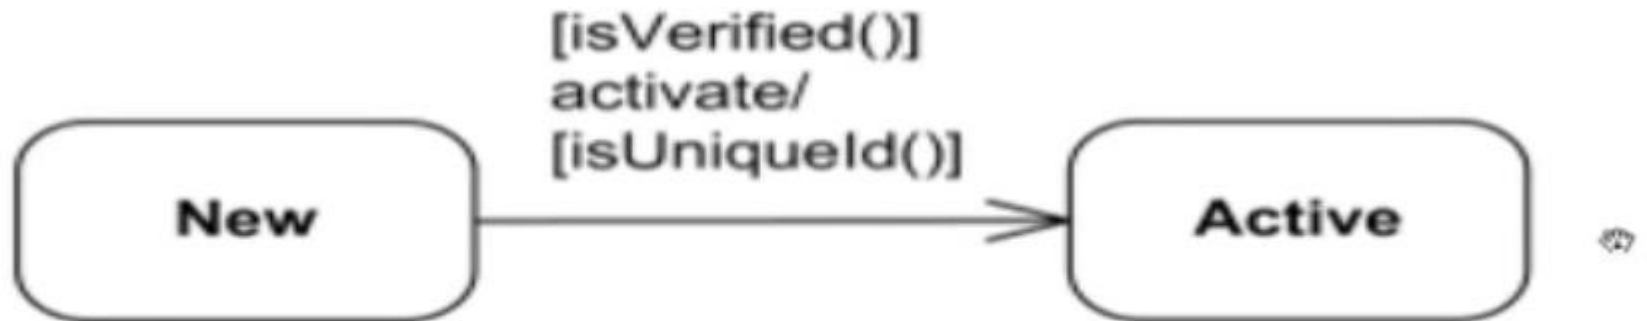 [isVerified()]
activate/
[isUniqueId()]
New
Active